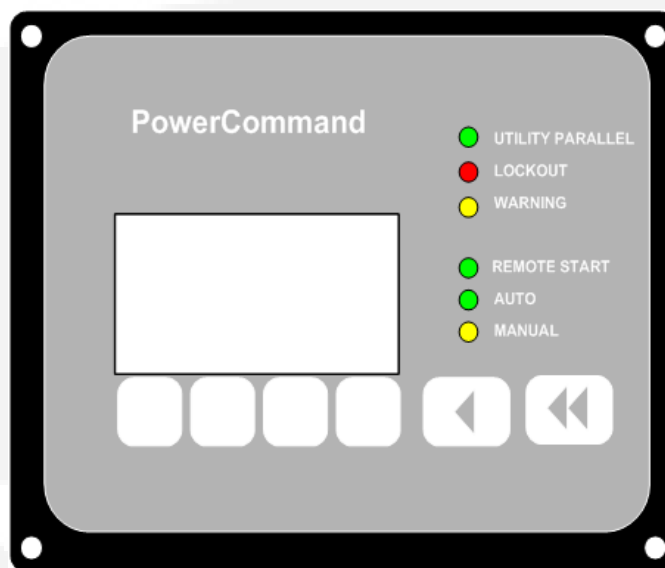 PowerCommand
UTILITY PARALLEL
LOCKOUT
WARNING
REMOTE START
AUTO
MANUAL